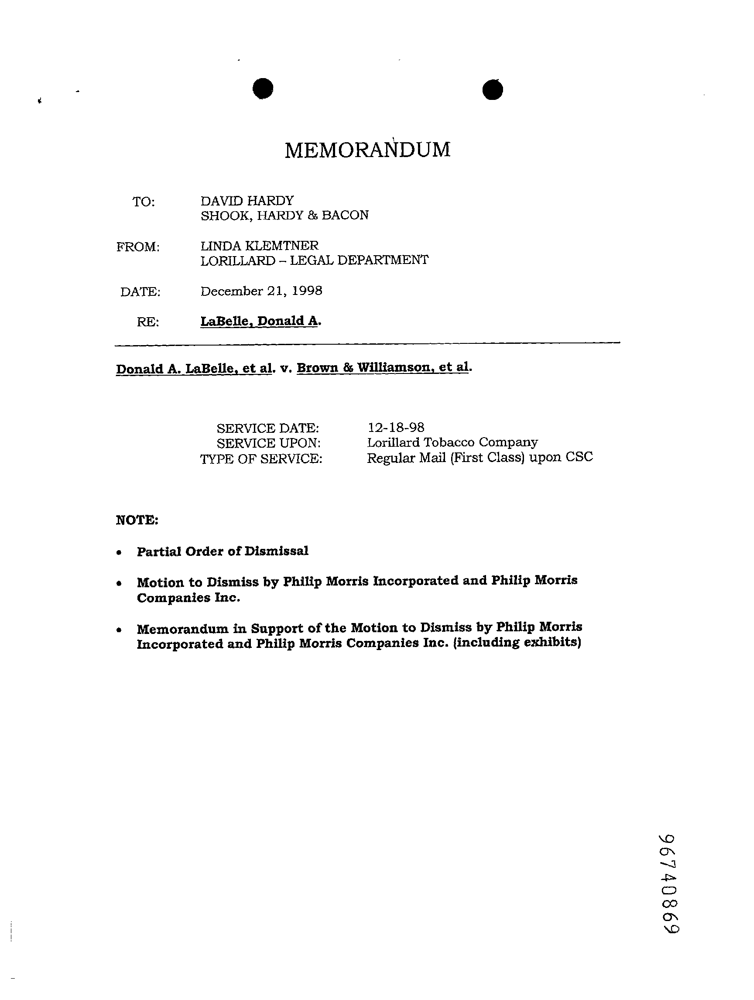 MEMORANDUM
TO: DAVID HARDY
SHOOK, HARDY & BACON
FROM: LINDA KLEMTNER
LORILLARD – LEGAL DEPARTMENT
DATE: December 21, 1998
RE: LaBelle, Donald A.
Donald A. LaBelle, et al. v. Brown & Williamson, et al.
SERVICE DATE: 12-18-98
SERVICE UPON: Lorillard Tobacco Company
TYPE OF SERVICE: Regular Mail (First Class) upon CSC
NOTE:
• Partial Order of Dismissal
• Motion to Dismiss by Philip Morris Incorporated and Philip Morris
Companies Inc.
• Memorandum in Support of the Motion to Dismiss by Philip Morris
Incorporated and Philip Morris Companies Inc. (including exhibits)
96740869